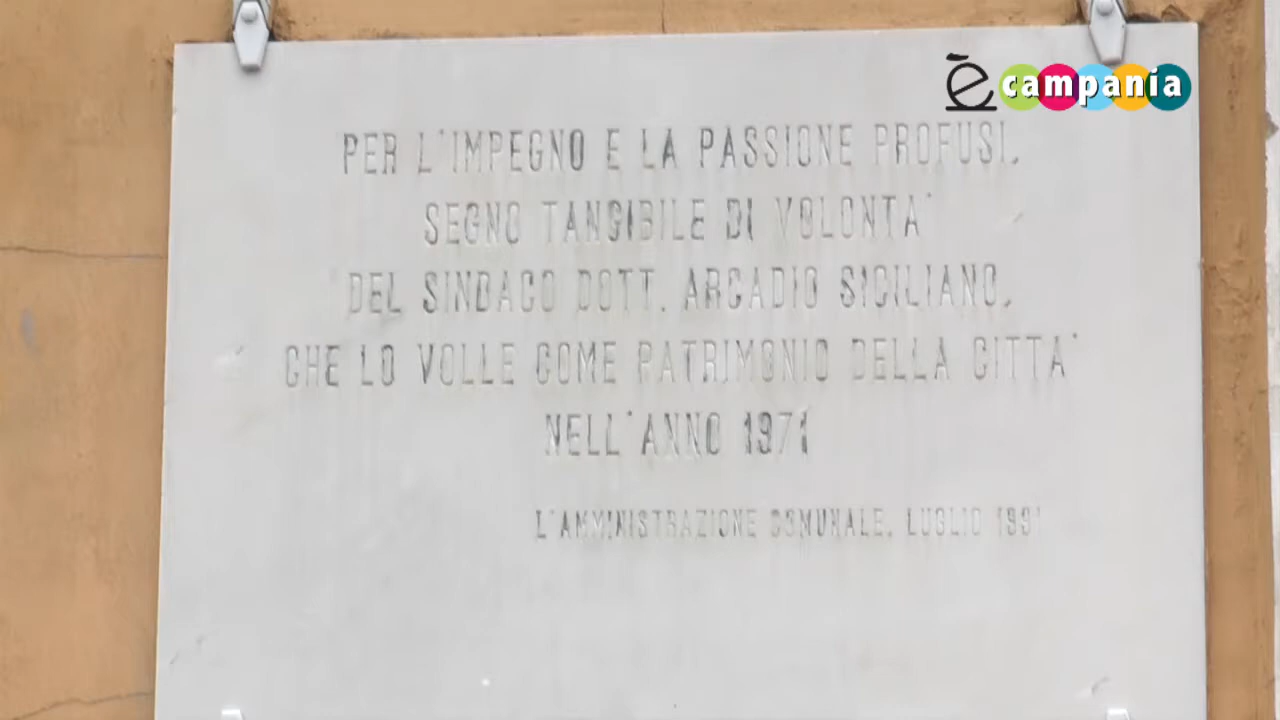 è campania
PER L'IMPEGNO E LA PASSIONE PROFUSI,
SEGNO TANGIBILE DI VOLONTA'
DEL SINDACO DOTT. ARCADIO SICILIANO,
CHE LO VOLLE COME PATRIMONIO DELLA CITTA'
NELL'ANNO 1971
L'AMMINISTRAZIONE COMUNALE, LUGLIO 1991